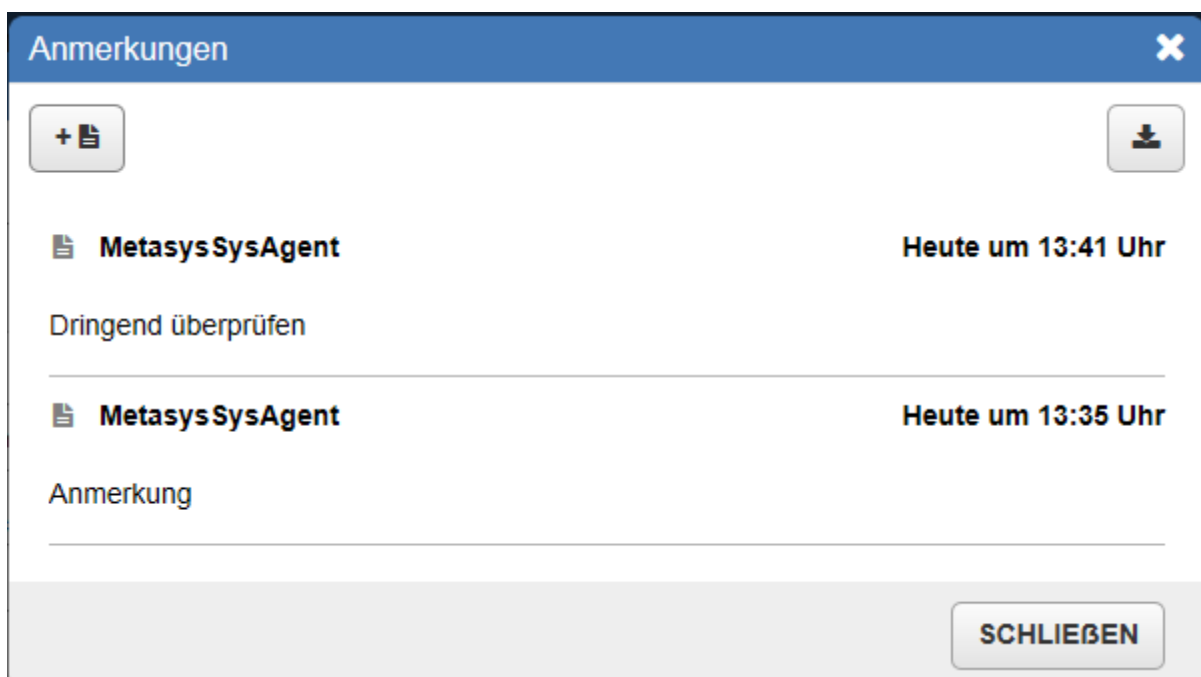 Anmerkungen
+
MetasysSysAgent Heute um 13:41 Uhr
Dringend überprüfen
MetasysSysAgent Heute um 13:35 Uhr
Anmerkung
SCHLIEßEN